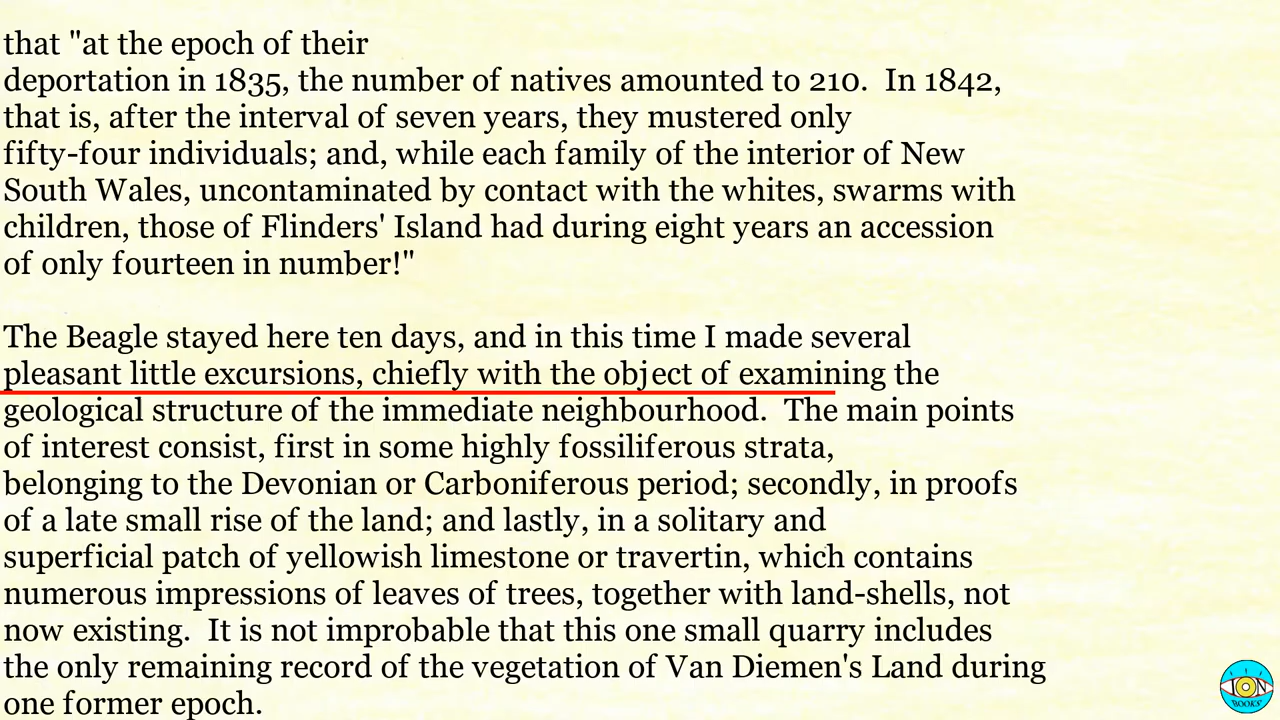 that "at the epoch of their
deportation in 1835, the number of natives amounted to 210.  In 1842,
that is, after the interval of seven years, they mustered only
fifty-four individuals; and, while each family of the interior of New
South Wales, uncontaminated by contact with the whites, swarms with
children, those of Flinders' Island had during eight years an accession
of only fourteen in number!"
The Beagle stayed here ten days, and in this time I made several
pleasant little excursions, chiefly with the object of examining the
geological structure of the immediate neighbourhood.  The main points
of interest consist, first in some highly fossiliferous strata,
belonging to the Devonian or Carboniferous period; secondly, in proofs
of a late small rise of the land; and lastly, in a solitary and
superficial patch of yellowish limestone or travertin, which contains
numerous impressions of leaves of trees, together with land-shells, not
now existing.  It is not improbable that this one small quarry includes
the only remaining record of the vegetation of Van Diemen's Land during
one former epoch.
ION
BOOKS